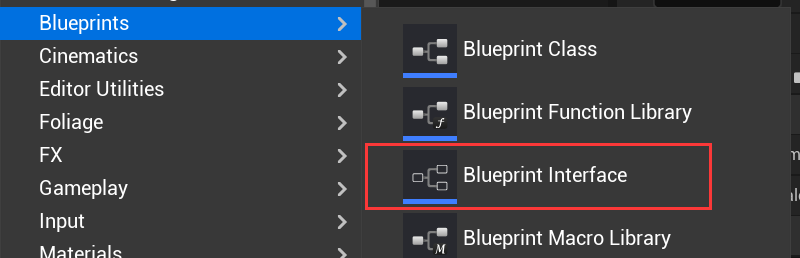 Blueprints
Cinematics
Editor Utilities
Foliage
FX
Gameplay
Input
Materials
Blueprint Class
Blueprint Function Library
Blueprint Interface
Blueprint Macro Library